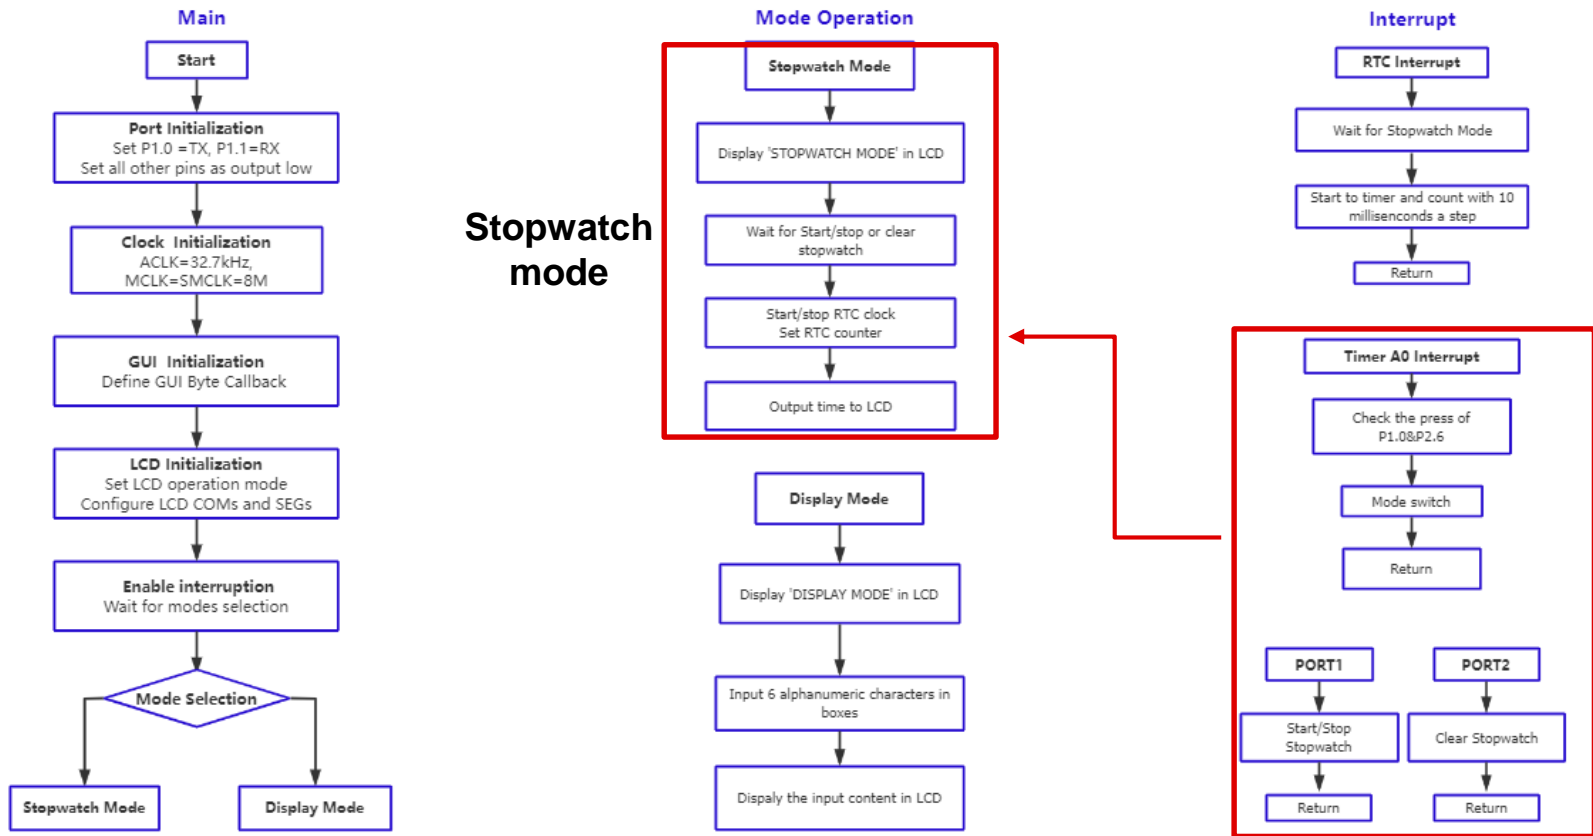 Main
Start
Port Initialization
Set P1.0 =TX, P1.1=RX
Set all other pins as output low
Clock  Initialization
ACLK=32.7kHz,
MCLK=SMCLK=8M
GUI  Initialization
Define GUI Byte Callback
LCD Initialization
Set LCD operation mode
Configure LCD COMs and SEGs
Enable interruption
Wait for modes selection
Mode Selection
Stopwatch Mode
Display Mode
Stopwatch
mode
Mode Operation
Stopwatch Mode
Display 'STOPWATCH MODE' in LCD
Wait for Start/stop or clear
stopwatch
Start/stop RTC clock
Set RTC counter
Output time to LCD
Display Mode
Display 'DISPLAY MODE' in LCD
Input 6 alphanumeric characters in
boxes
Dispaly the input content in LCD
Interrupt
RTC Interrupt
Wait for Stopwatch Mode
Start to timer and count with 10
millisenconds a step
Return
Timer A0 Interrupt
Check the press of
P1.0&P2.6
Mode switch
Return
PORT1
Start/Stop
Stopwatch
Return
PORT2
Clear Stopwatch
Return